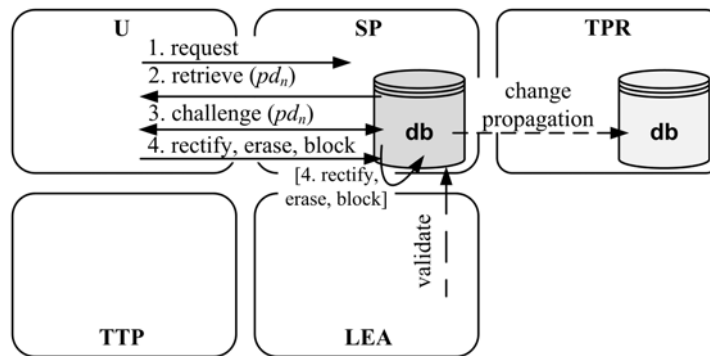 U
SP
TPR
1. request
2. retrieve (pdₙ)
3. challenge (pdₙ)
4. rectify, erase, block
[4. rectify,
erase, block]
db
change
propagation
db
validate
TTP
LEA